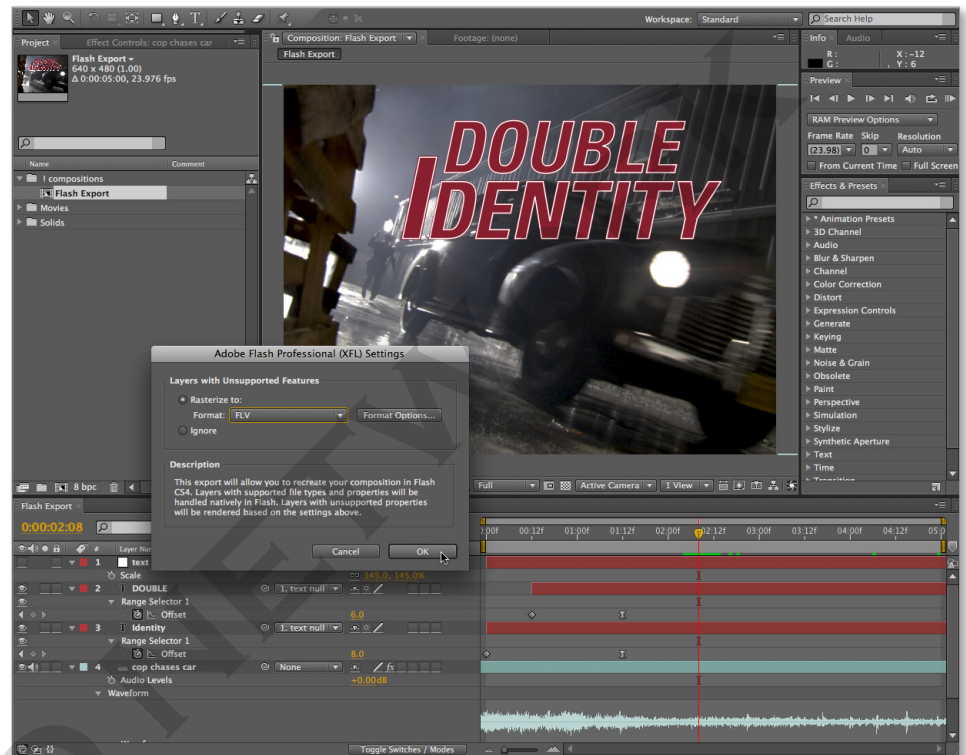 Workspace: Standard
Search Help
Project
Effect Controls: cop chases car
Flash Export
640 x 480 (1.00)
Δ 0:00:05:00, 23.976 fps
Name
Comment
! compositions
Flash Export
Movies
Solids
8 bpc
Composition: Flash Export
Footage: (none)
Flash Export
DOUBLE
IDENTITY
Full
Active Camera
1 View
Info
Audio
R :
G :
X : -12
Y : 6
Preview
RAM Preview Options
Frame Rate Skip Resolution
(23.98) 0 Auto
From Current Time Full Screen
Effects & Presets
* Animation Presets
3D Channel
Audio
Blur & Sharpen
Channel
Color Correction
Distort
Expression Controls
Generate
Keying
Matte
Noise & Grain
Obsolete
Paint
Perspective
Simulation
Stylize
Synthetic Aperture
Text
Time
Transition
Adobe Flash Professional (XFL) Settings
Layers with Unsupported Features
Rasterize to:
Format: FLV
Format Options...
Ignore
Description
This export will allow you to recreate your composition in Flash
CS4. Layers with supported file types and properties will be
handled natively in Flash. Layers with unsupported properties
will be rendered based on the settings above.
Cancel
OK
Flash Export
0:00:02:08
00:12f 01:00f 01:12f 02:00f 02:12f 03:00f 03:12f 04:00f 04:12f 05:0
# Layer Nar
1 text
Scale 145.0, 145.0%
2 T DOUBLE 1. text null
Range Selector 1
Offset 6.0
3 T Identity 1. text null
Range Selector 1
Offset 8.0
4 cop chases car None fx
Audio Levels +0.00dB
Waveform
Toggle Switches / Modes